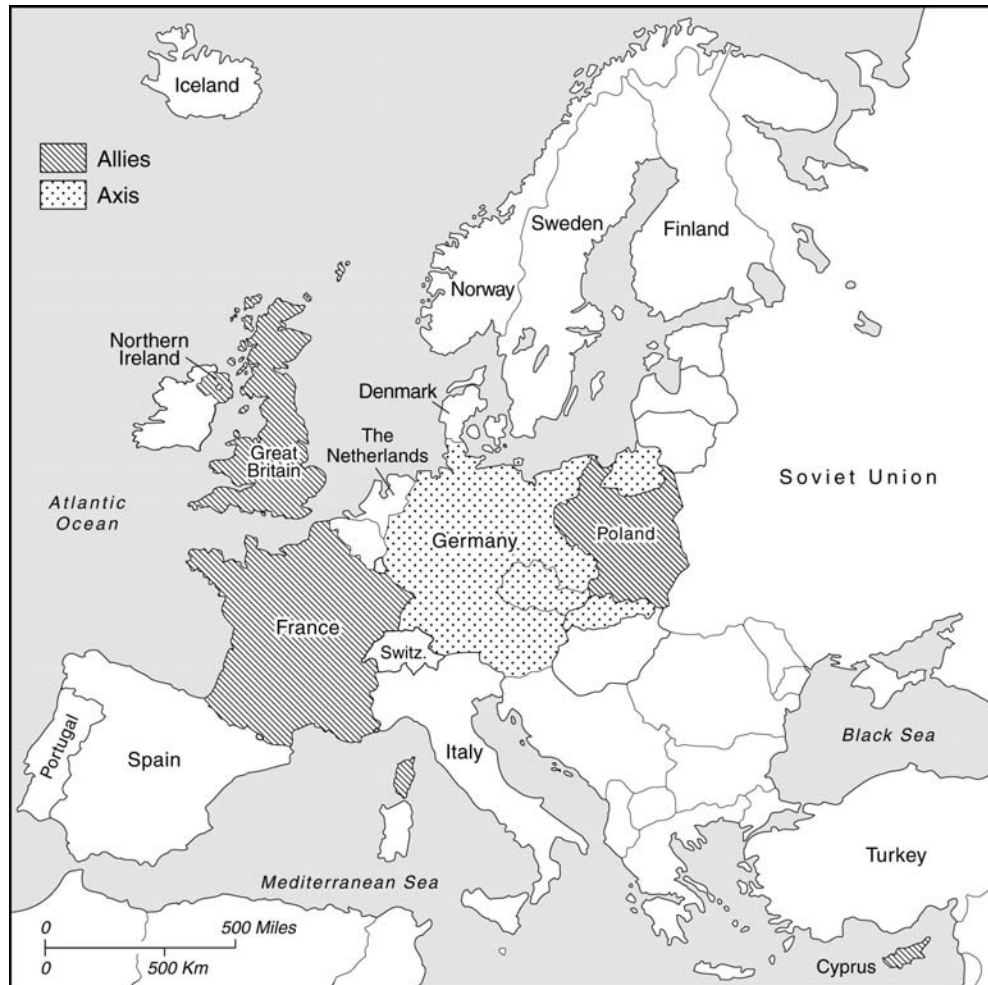 Iceland
Allies
Axis
Sweden
Finland
Norway
Northern
Ireland
Denmark
The
Netherlands
Great
Britain
Soviet Union
Atlantic
Ocean
Germany
Poland
France
Switz.
Portugal
Spain
Italy
Black Sea
Turkey
Mediterranean Sea
0 500 Miles
0 500 Km
Cyprus